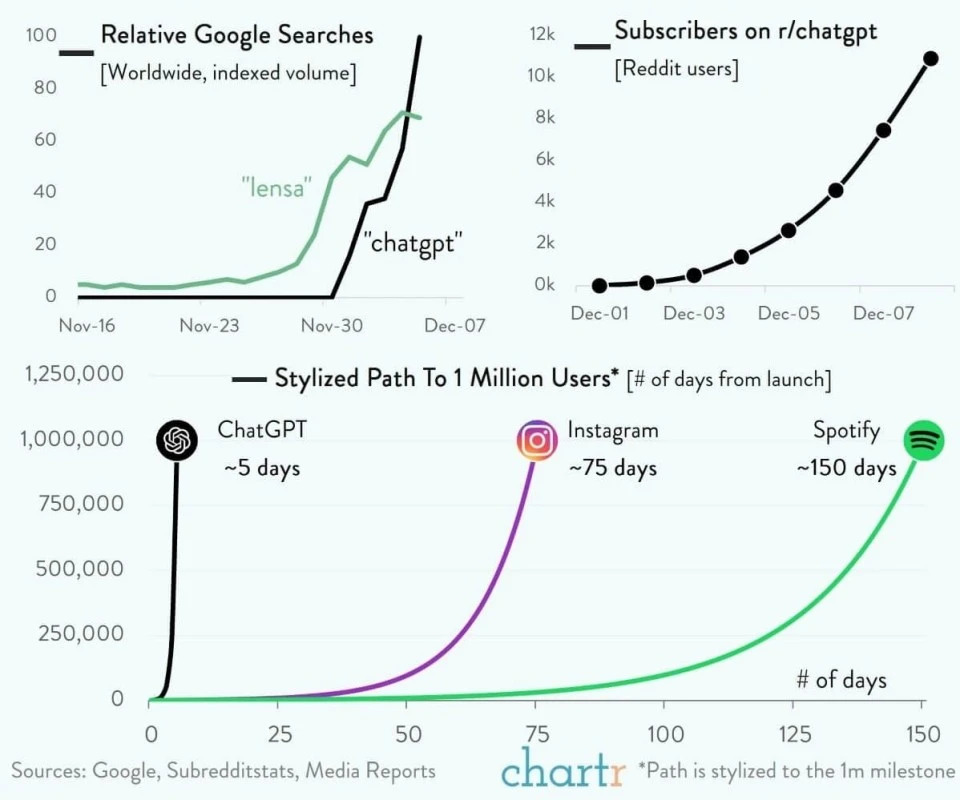 Relative Google Searches
[Worldwide, indexed volume]
100
80
60
40
20
0
"lensa"
"chatgpt"
Nov-16 Nov-23 Nov-30 Dec-07
Subscribers on r/chatgpt
[Reddit users]
12k
10k
8k
6k
4k
2k
0k
Dec-01 Dec-03 Dec-05 Dec-07
Stylized Path To 1 Million Users* [# of days from launch]
1,250,000
1,000,000
750,000
500,000
250,000
0
ChatGPT
~5 days
Instagram
~75 days
Spotify
~150 days
# of days
0 25 50 75 100 125 150
Sources: Google, Subredditstats, Media Reports
chartr
*Path is stylized to the 1m milestone